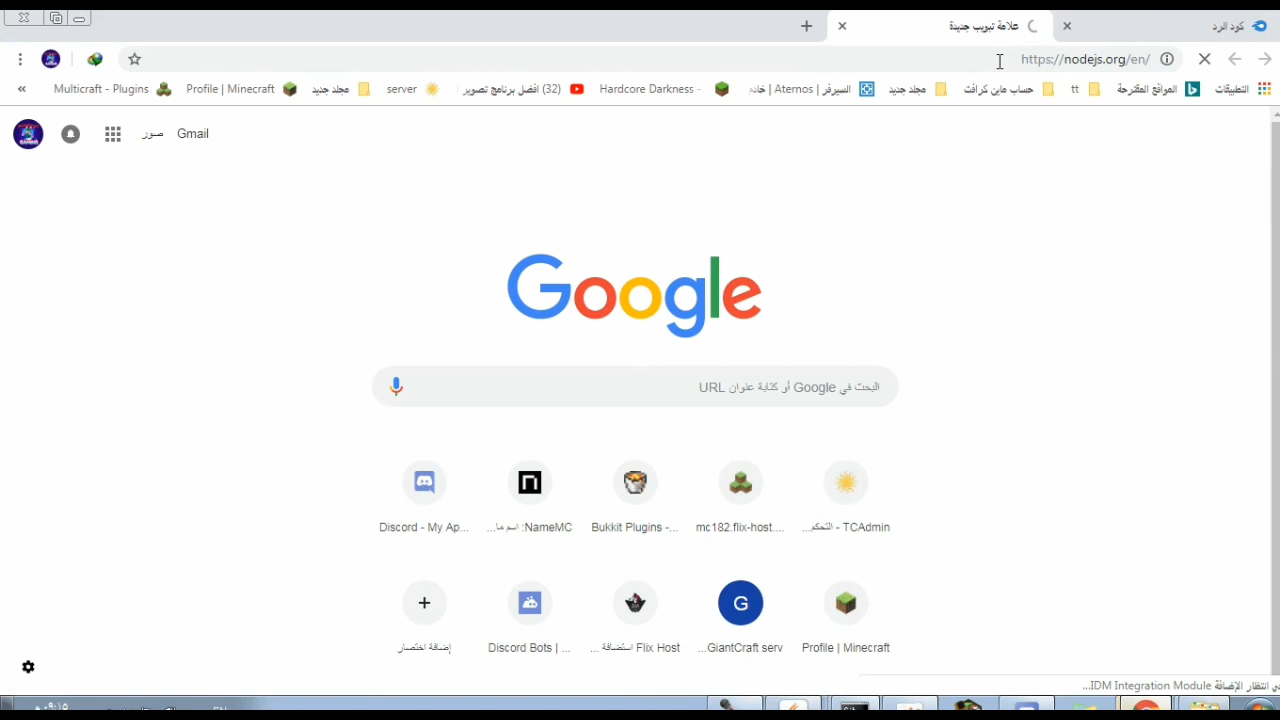 كود الرد
علامة تبويب جديدة
https://nodejs.org/en/
التطبيقات
المواقع المقترحة
tt
حساب ماين كرافت
مجلد جديد
السيرفر | Aternos | خادم
Hardcore Darkness -
(32) افضل برنامج تصوير
server
مجلد جديد
Profile | Minecraft
Multicraft - Plugins
»
Gmail
صور
Google
البحث في Google أو كتابة عنوان URL
TCAdmin - التحكم...
mc182.flix-host....
Bukkit Plugins -...
NameMC: اسم ما...
Discord - My Ap...
Profile | Minecraft
GiantCraft serv...
G
Flix Host استضافة ...
Discord Bots | ...
إضافة اختصار
في انتظار الإضافة IDM Integration Module...